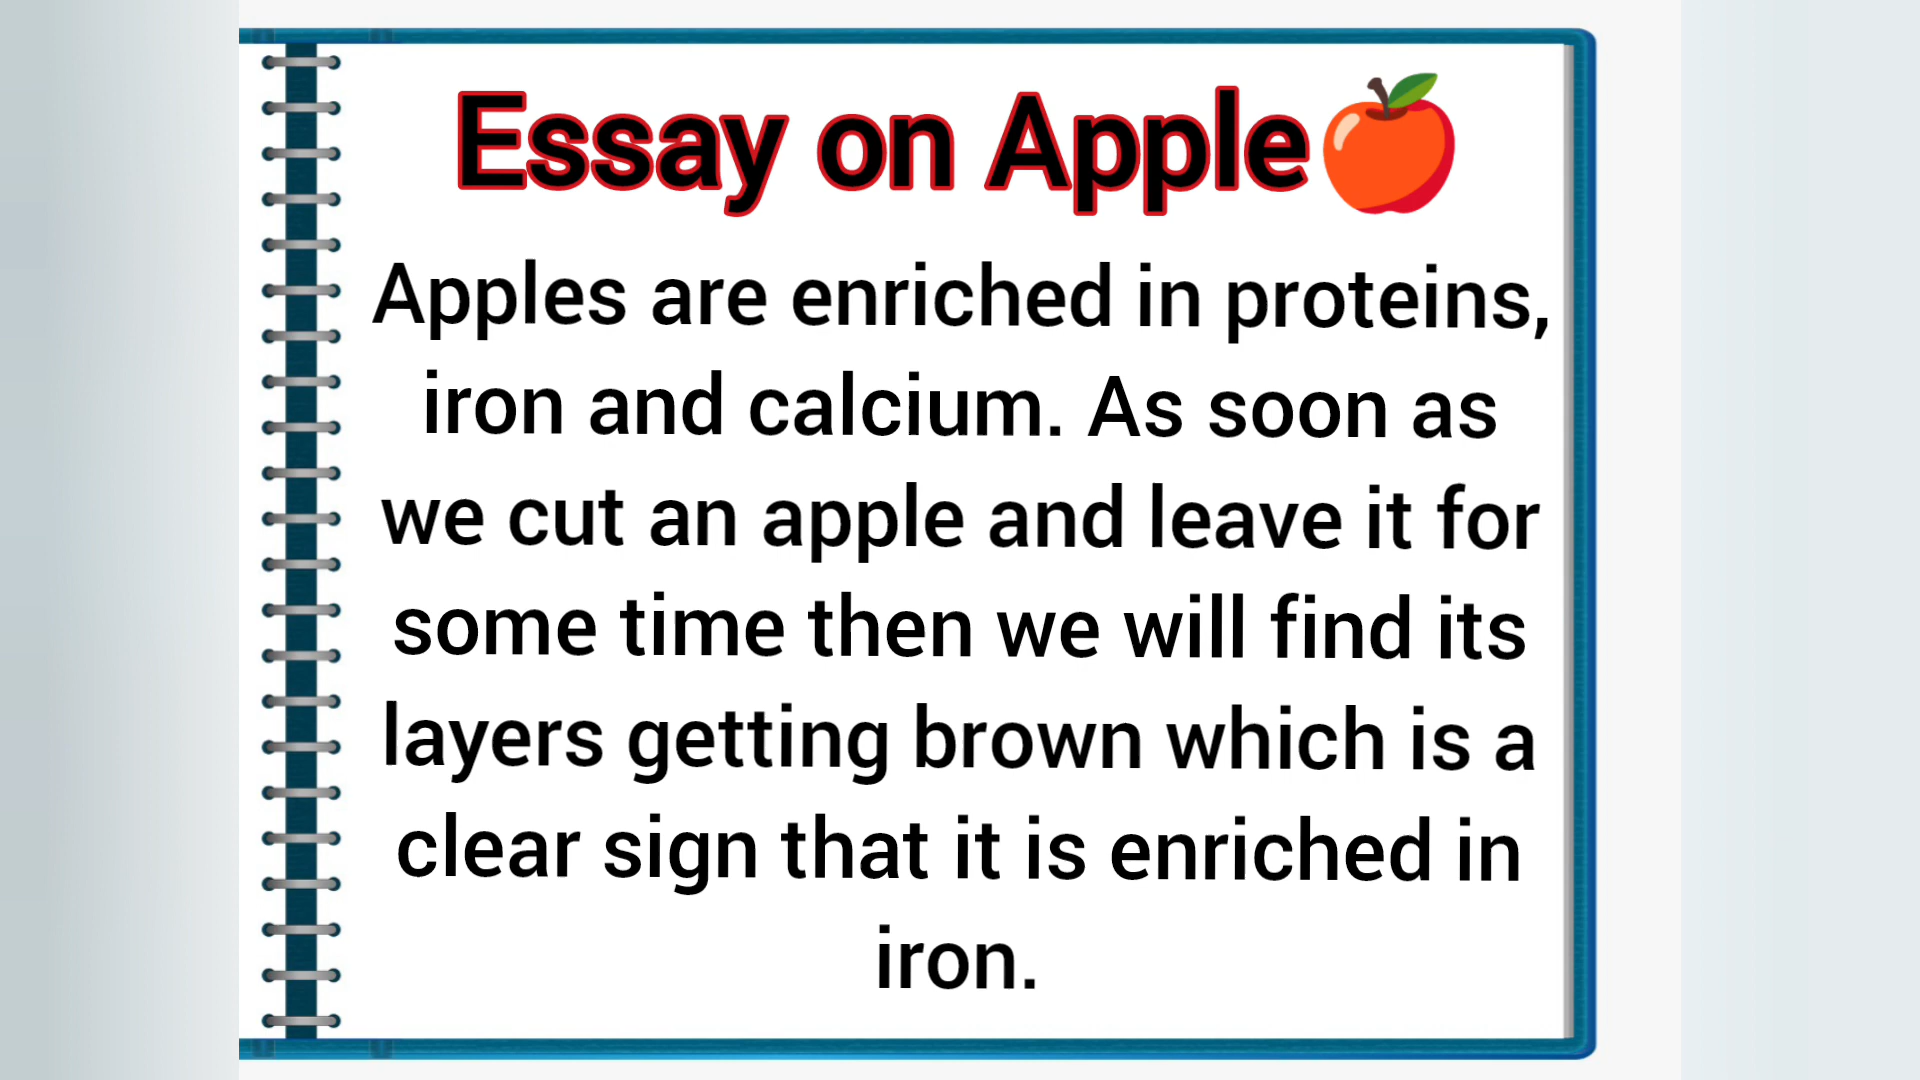 Essay on Apple🍎
Apples are enriched in proteins,
iron and calcium. As soon as
we cut an apple and leave it for
some time then we will find its
layers getting brown which is a
clear sign that it is enriched in
iron.